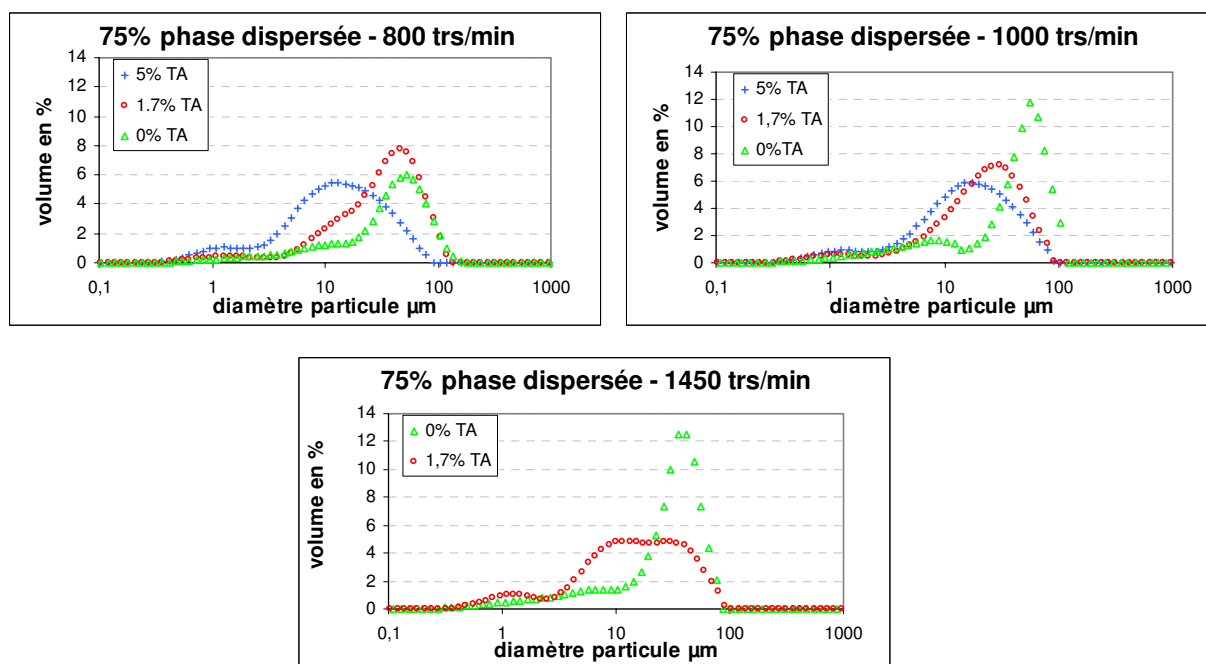 75% phase dispersée - 800 trs/min
volume en %
14
12
10
8
6
4
2
0
5% TA
1.7% TA
0% TA
0,1
1
10
100
1000
diamètre particule µm
75% phase dispersée - 1000 trs/min
volume en %
14
12
10
8
6
4
2
0
5% TA
1,7% TA
0%TA
0,1
1
10
100
1000
diamètre particule µm
75% phase dispersée - 1450 trs/min
volume en %
14
12
10
8
6
4
2
0
0% TA
1,7% TA
0,1
1
10
100
1000
diamètre particule µm